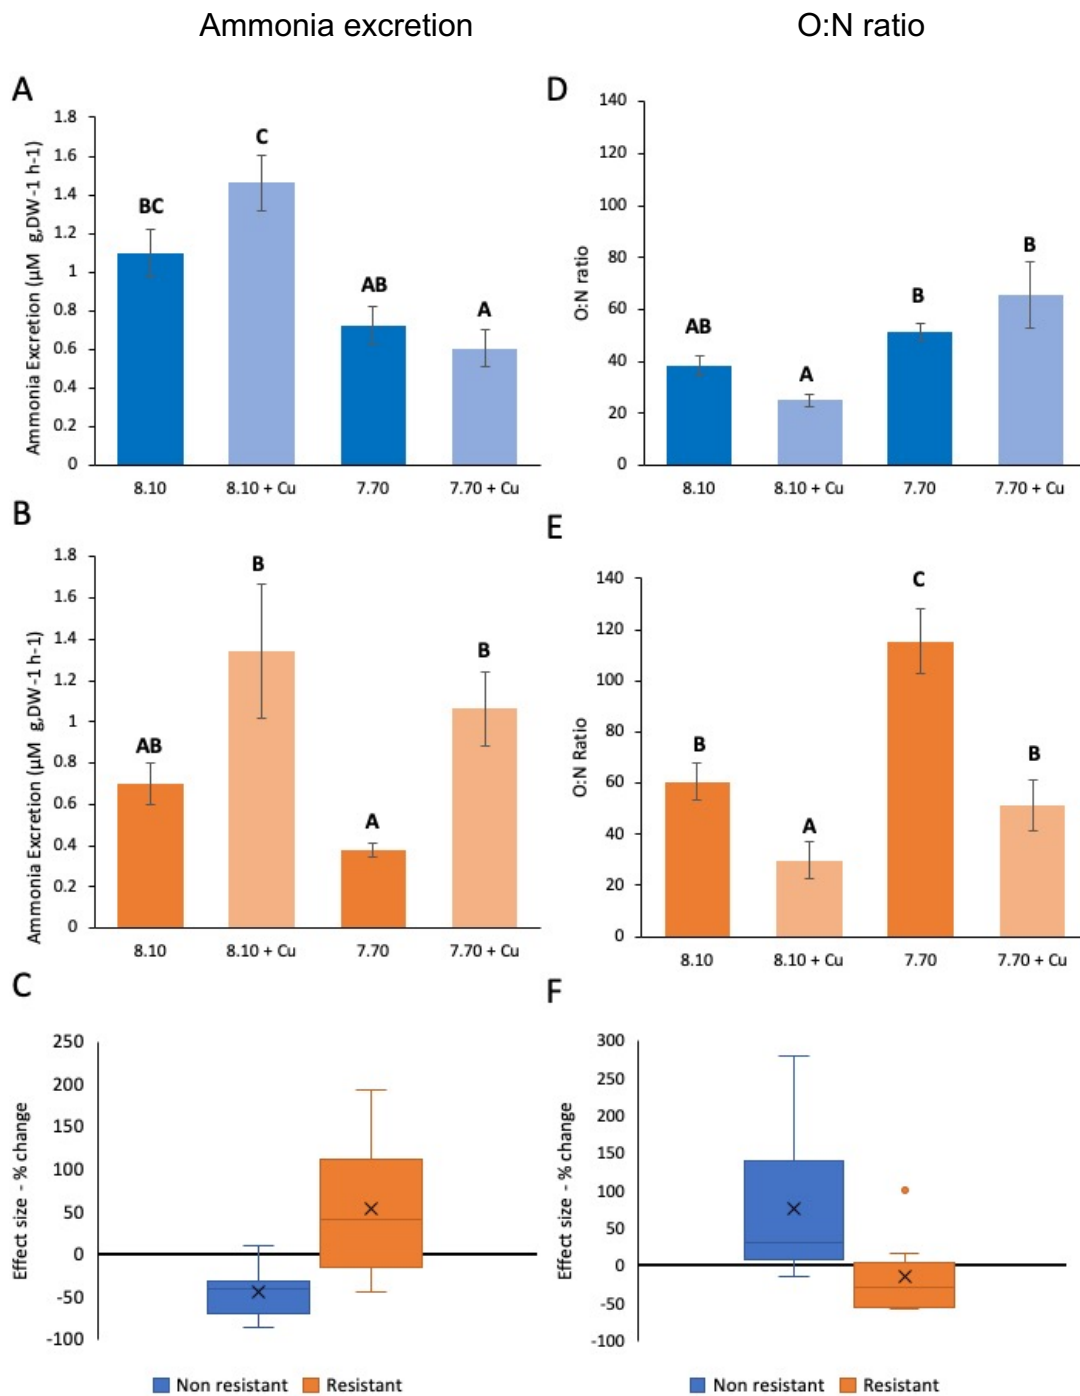 Ammonia excretion
O:N ratio
A
Ammonia Excretion (µM g,DW-1 h-1)
1.8
1.6
1.4
1.2
1
0.8
0.6
0.4
0.2
0
BC
C
AB
A
8.10
8.10 + Cu
7.70
7.70 + Cu
D
O:N ratio
140
120
100
80
60
40
20
0
AB
A
B
B
8.10
8.10 + Cu
7.70
7.70 + Cu
B
Ammonia Excretion (µM g,DW-1 h-1)
1.8
1.6
1.4
1.2
1
0.8
0.6
0.4
0.2
0
AB
B
A
B
8.10
8.10 + Cu
7.70
7.70 + Cu
E
O:N Ratio
140
120
100
80
60
40
20
0
B
A
C
B
8.10
8.10 + Cu
7.70
7.70 + Cu
C
Effect size - % change
250
200
150
100
50
0
-50
-100
Non resistant
Resistant
F
Effect size - % change
300
250
200
150
100
50
0
-50
-100
Non resistant
Resistant